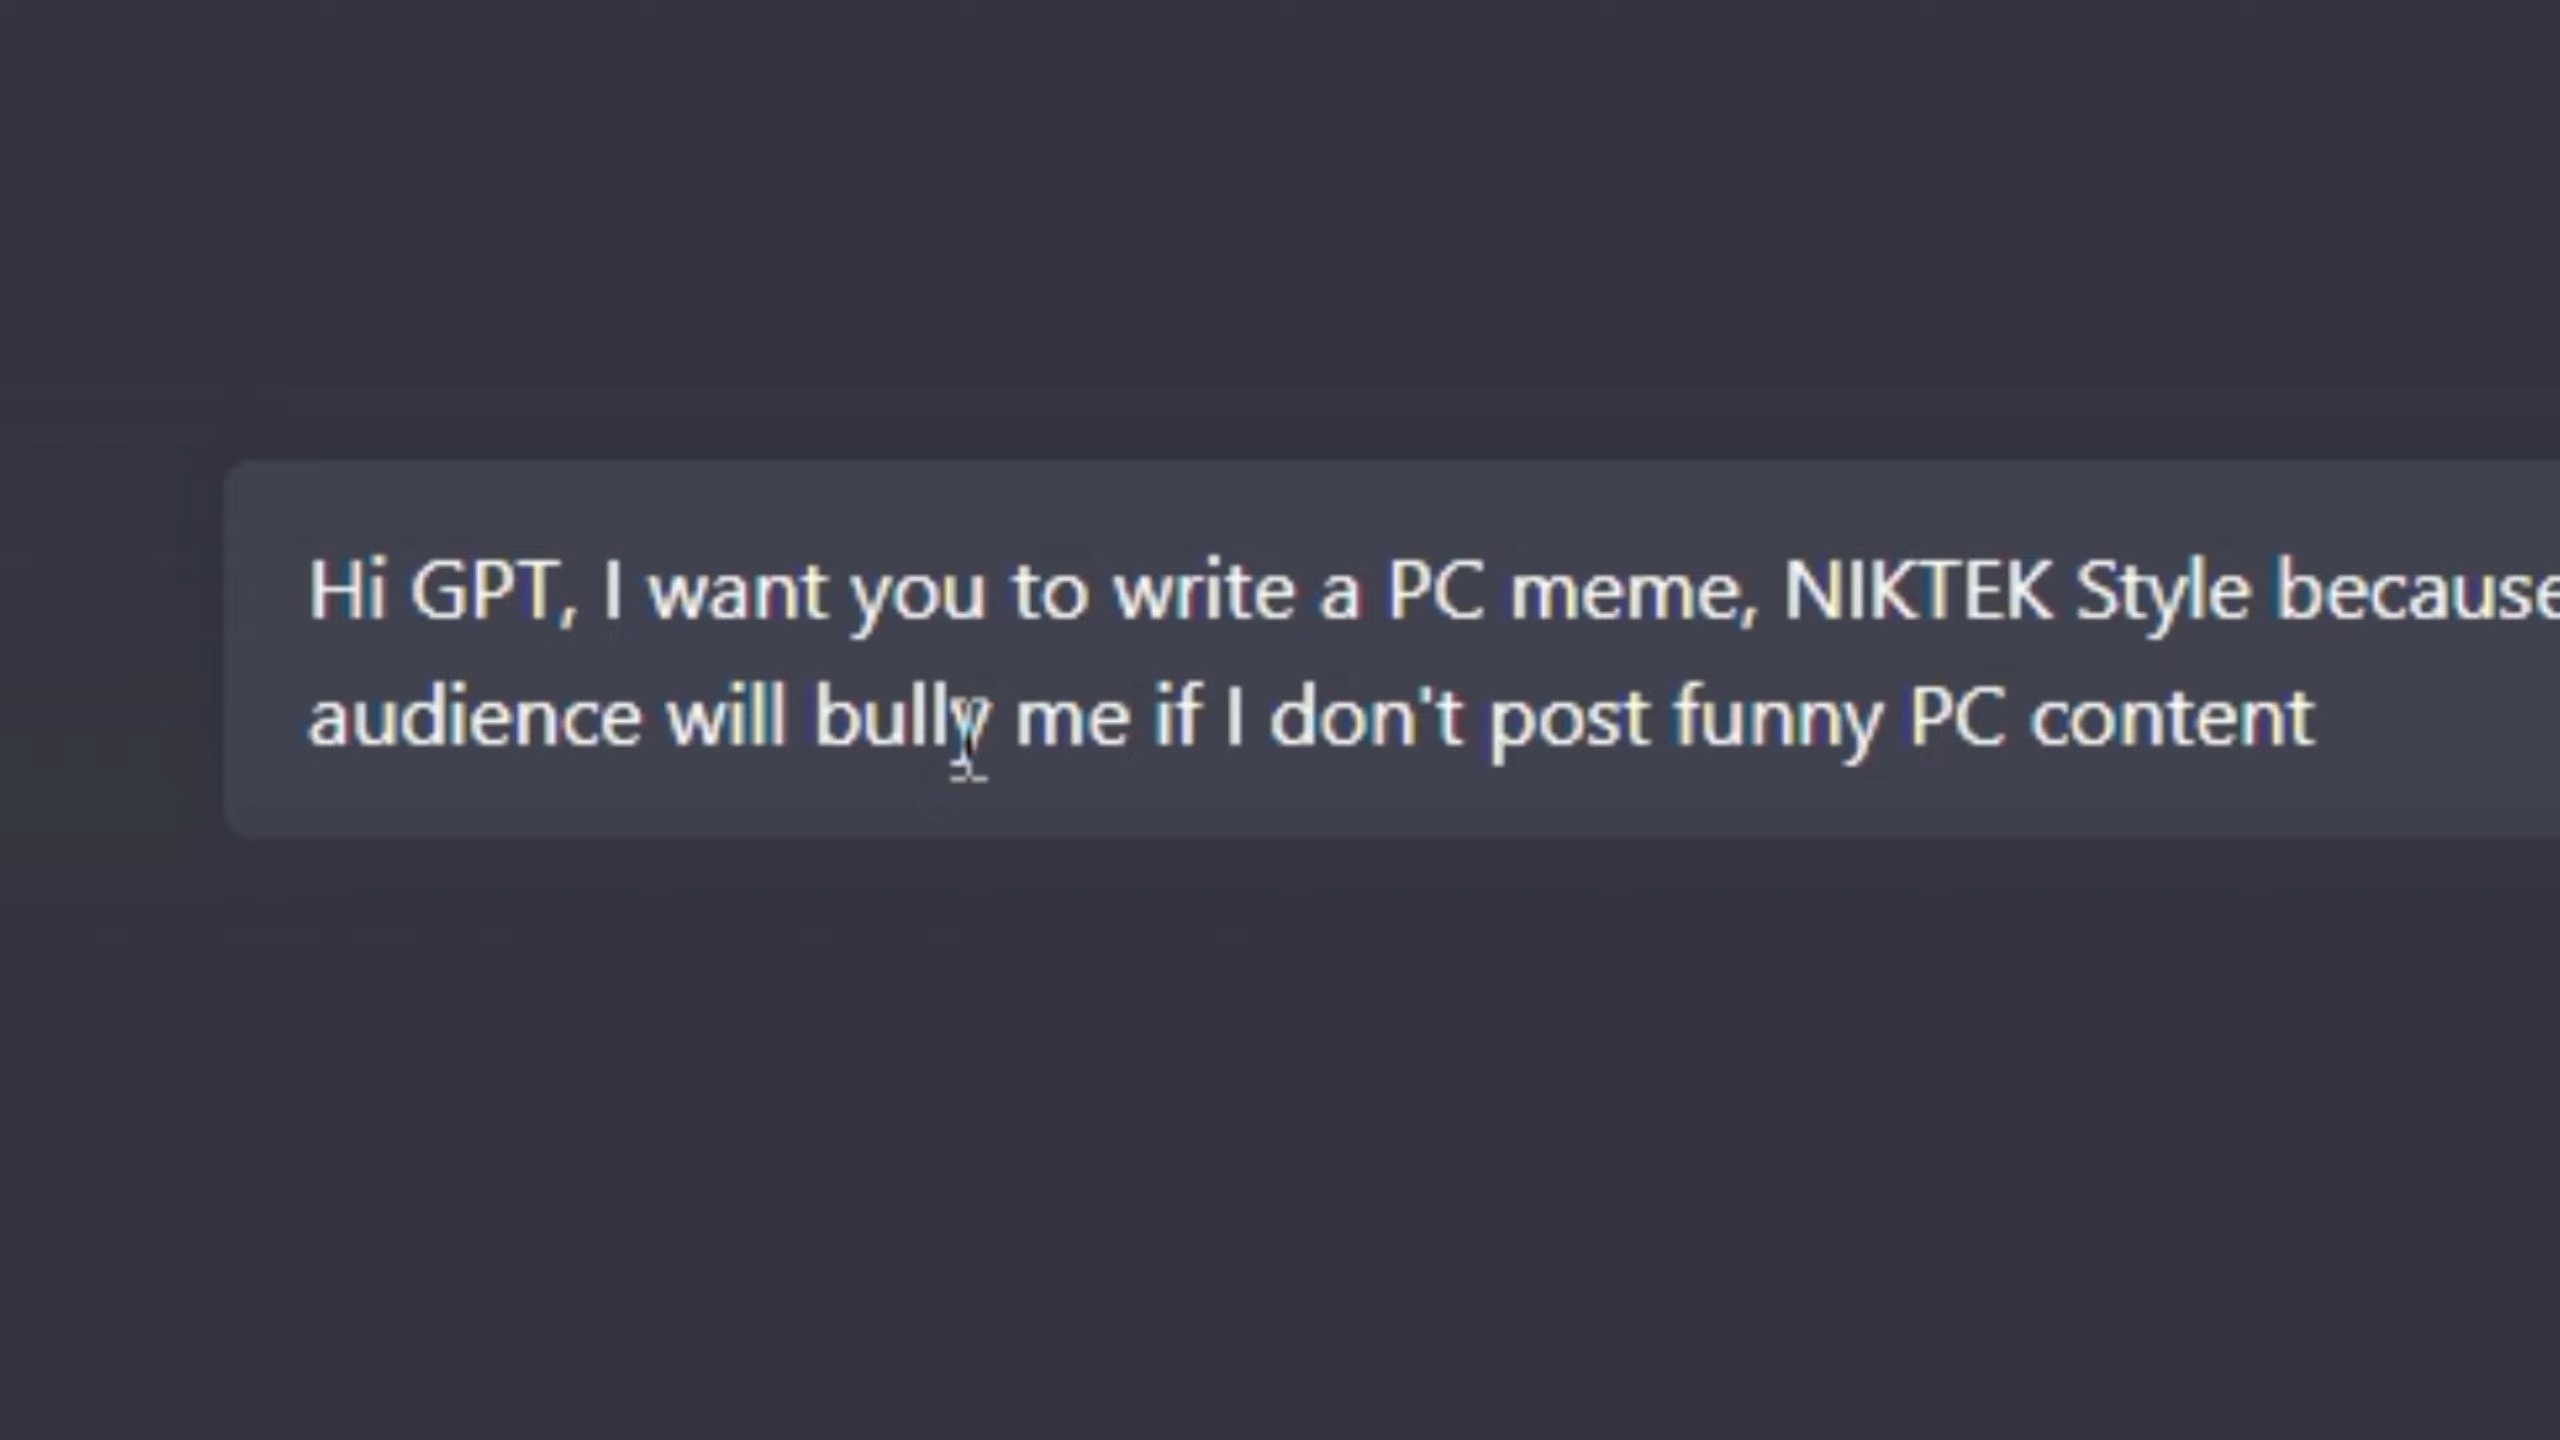 Hi GPT, I want you to write a PC meme, NIKTEK Style because
audience will bully me if I don't post funny PC content